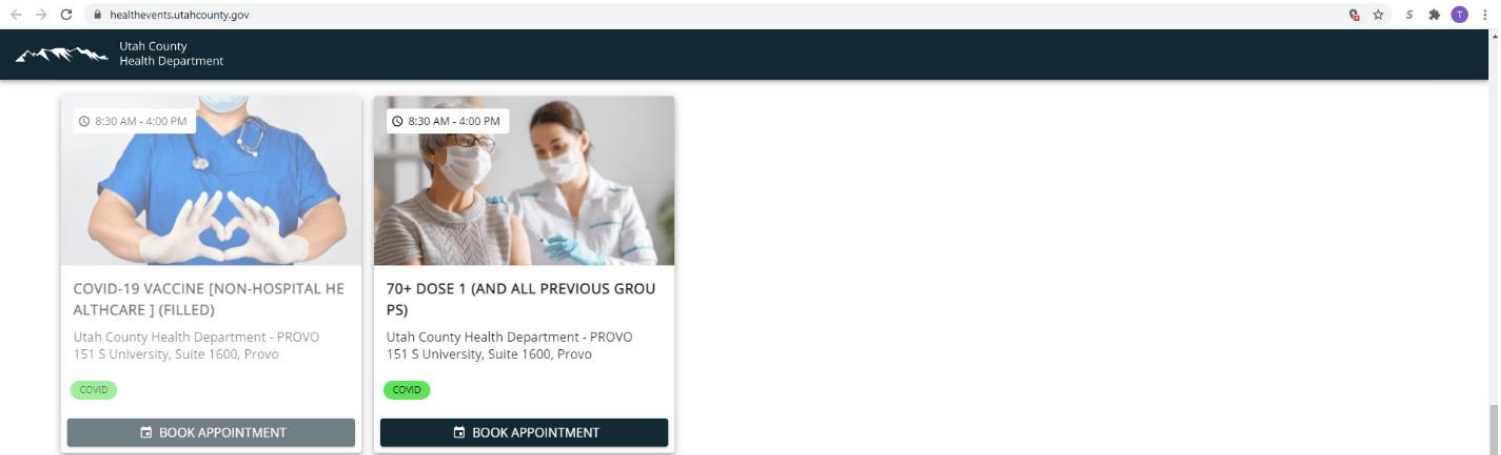 healthevents.utahcounty.gov
S
T
Utah County
Health Department
8:30 AM - 4:00 PM
COVID-19 VACCINE [NON-HOSPITAL HE
ALTHCARE ] (FILLED)
Utah County Health Department - PROVO
151 S University, Suite 1600, Provo
COVID
BOOK APPOINTMENT
8:30 AM - 4:00 PM
70+ DOSE 1 (AND ALL PREVIOUS GROU
PS)
Utah County Health Department - PROVO
151 S University, Suite 1600, Provo
COVID
BOOK APPOINTMENT